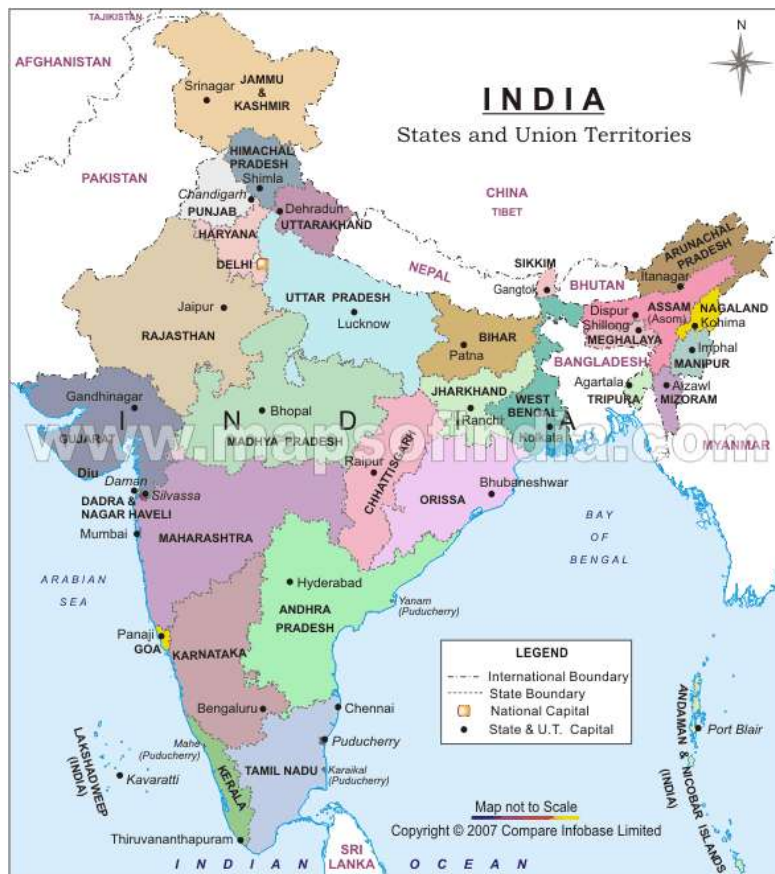 TAJIKISTAN
AFGHANISTAN
JAMMU
&
KASHMIR
Srinagar
INDIA
States and Union Territories
N
HIMACHAL
PRADESH
Shimla
PAKISTAN
Chandigarh
PUNJAB
Dehradun
UTTARAKHAND
CHINA
TIBET
HARYANA
DELHI
NEPAL
SIKKIM
Gangtok
BHUTAN
ARUNACHAL
PRADESH
Itanagar
Jaipur
RAJASTHAN
UTTAR PRADESH
Lucknow
BIHAR
Patna
Dispur
ASSAM
(Asom)
NAGALAND
Kohima
Shillong
MEGHALAYA
Imphal
MANIPUR
BANGLADESH
Agartala
TRIPURA
Aizawl
MIZORAM
MYANMAR
Gandhinagar
GUJARAT
I N D I A
Bhopal
MADHYA PRADESH
JHARKHAND
Ranchi
WEST
BENGAL
Kolkata
www.mapsofindia.com
Diu
Daman
DADRA &
NAGAR HAVELI
Silvassa
Raipur
CHHATTISGARH
Bhubaneshwar
ORISSA
Mumbai
MAHARASHTRA
BAY
OF
BENGAL
ARABIAN
SEA
Hyderabad
ANDHRA
PRADESH
Yanam
(Puducherry)
Panaji
GOA
KARNATAKA
Bengaluru
Chennai
LEGEND
International Boundary
State Boundary
National Capital
State & U.T. Capital
Mahe
(Puducherry)
Puducherry
LAKSHADWEEP
(INDIA)
Kavaratti
KERALA
TAMIL NADU
Karaikal
(Puducherry)
ANDAMAN & NICOBAR ISLANDS
(INDIA)
Port Blair
Map not to Scale
Copyright © 2007 Compare Infobase Limited
Thiruvananthapuram
SRI
LANKA
INDIAN OCEAN